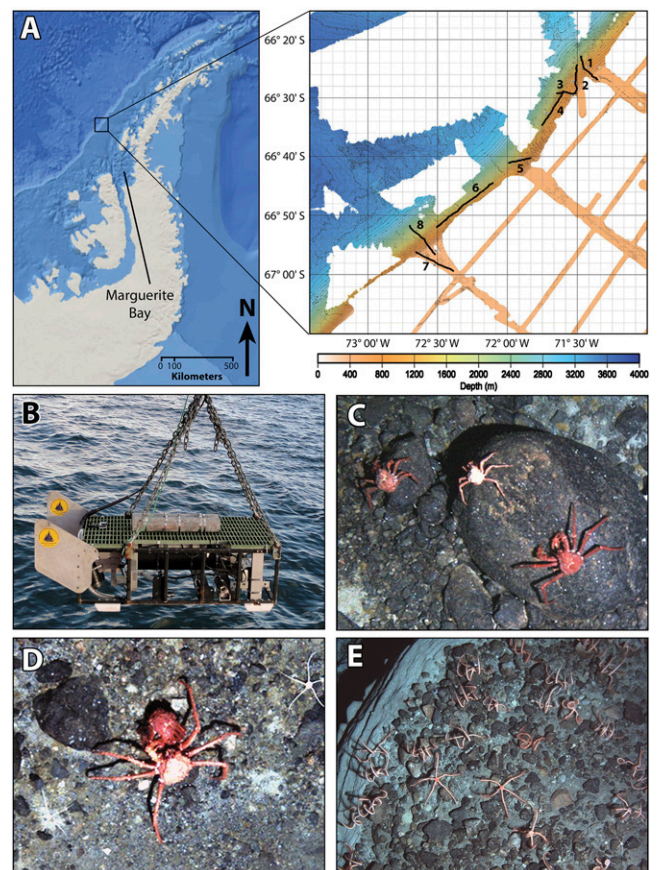 A
Marguerite
Bay
N
0 100 500
Kilometers
66° 20' S
66° 30' S
66° 40' S
66° 50' S
67° 00' S
1
2
3
4
5
6
8
7
73° 00' W 72° 30' W 72° 00' W 71° 30' W
0 400 800 1200 1600 2000 2400 2800 3200 3600 4000
Depth (m)
B
C
D
E